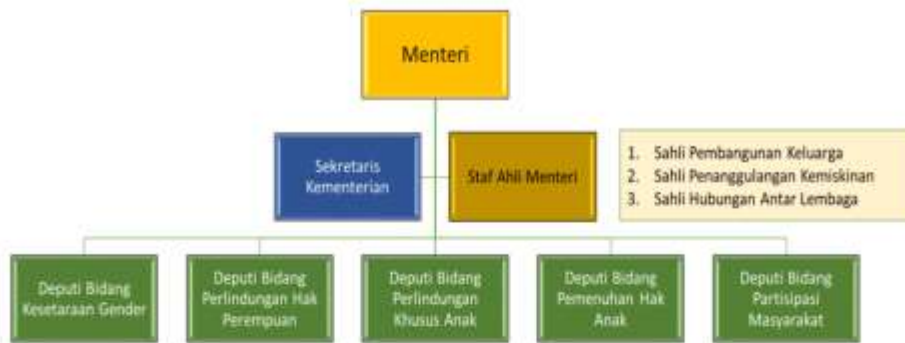 Menteri
Sekretaris
Kementerian
Staf Ahli Menteri
1. Sahli Pembangunan Keluarga
2. Sahli Penanggulangan Kemiskinan
3. Sahli Hubungan Antar Lembaga
Deputi Bidang
Kesetaraan Gender
Deputi Bidang
Perlindungan Hak
Perempuan
Deputi Bidang
Perlindungan
Khusus Anak
Deputi Bidang
Pemenuhan Hak
Anak
Deputi Bidang
Partisipasi
Masyarakat